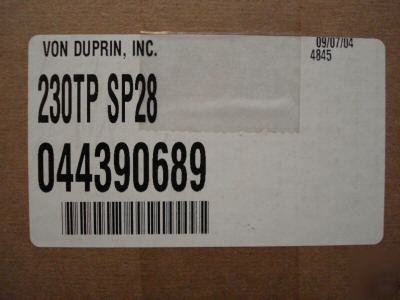 VON DUPRIN, INC.
09/07/04
4845
230TP SP28
044390689